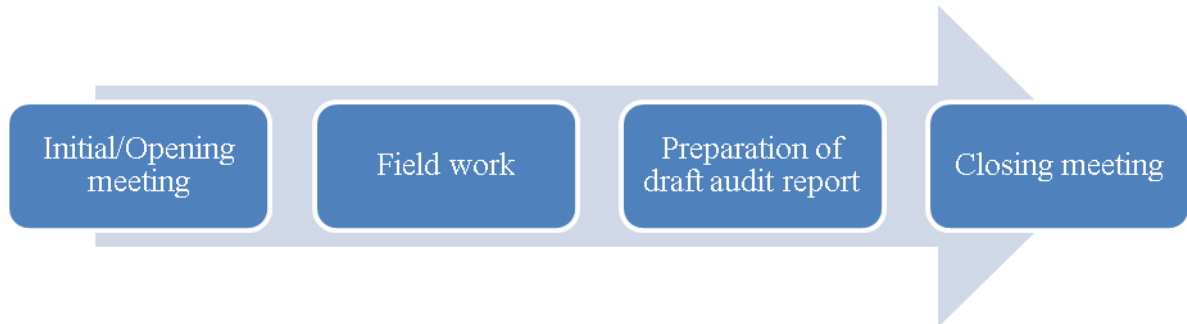 Initial/Opening
meeting
Field work
Preparation of
draft audit report
Closing meeting